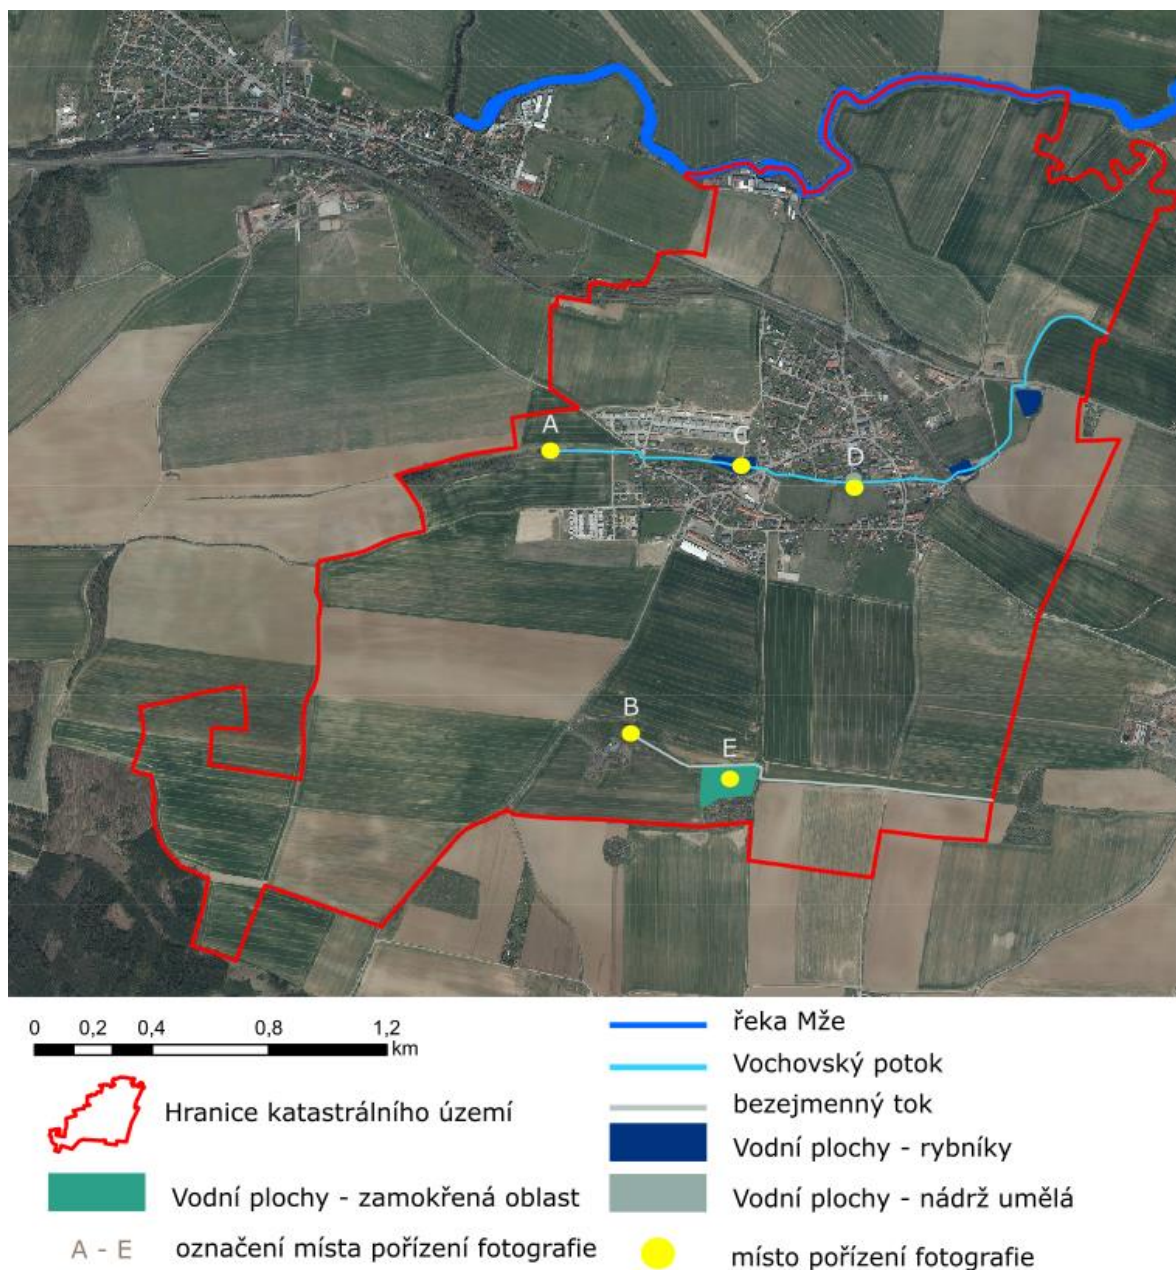 A
C
D
B
E
0 0,2 0,4 0,8 1,2
km
řeka Mže
Vochovský potok
bezejmenný tok
Hranice katastrálního území
Vodní plochy - rybníky
Vodní plochy - zamokřená oblast
Vodní plochy - nádrž umělá
A - E označení místa pořízení fotografie
místo pořízení fotografie